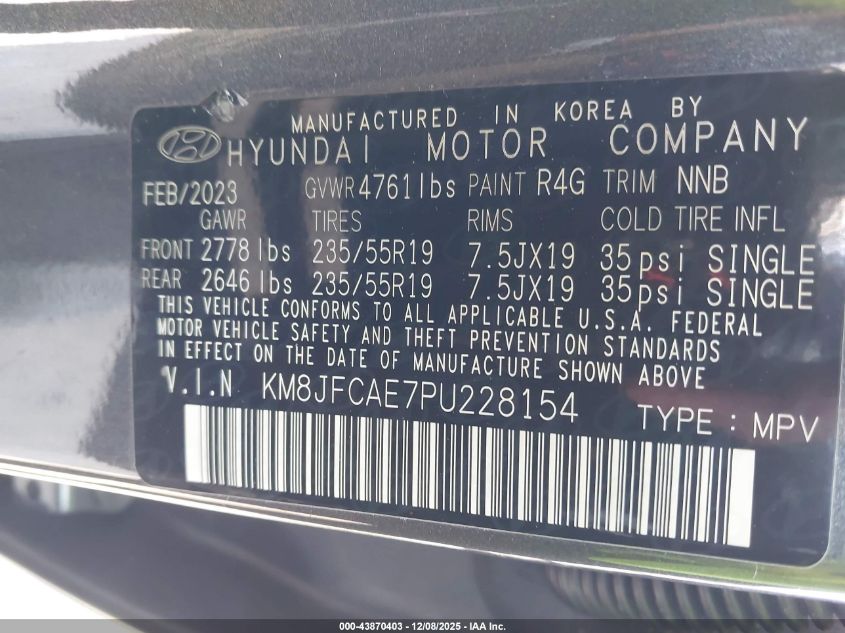 MANUFACTURED IN KOREA BY
HYUNDAI MOTOR COMPANY
FEB/2023 GVWR 4761lbs PAINT R4G TRIM NNB
GAWR TIRES RIMS COLD TIRE INFL
FRONT 2778 lbs 235/55R19 7.5JX19 35psi SINGLE
REAR 2646 lbs 235/55R19 7.5JX19 35psi SINGLE
THIS VEHICLE CONFORMS TO ALL APPLICABLE U.S.A. FEDERAL
MOTOR VEHICLE SAFETY AND THEFT PREVENTION STANDARDS
IN EFFECT ON THE DATE OF MANUFACTURE SHOWN ABOVE
V.I.N KM8JFCAE7PU228154 TYPE : MPV
000-43870403 - 12/08/2025 - IAA Inc.